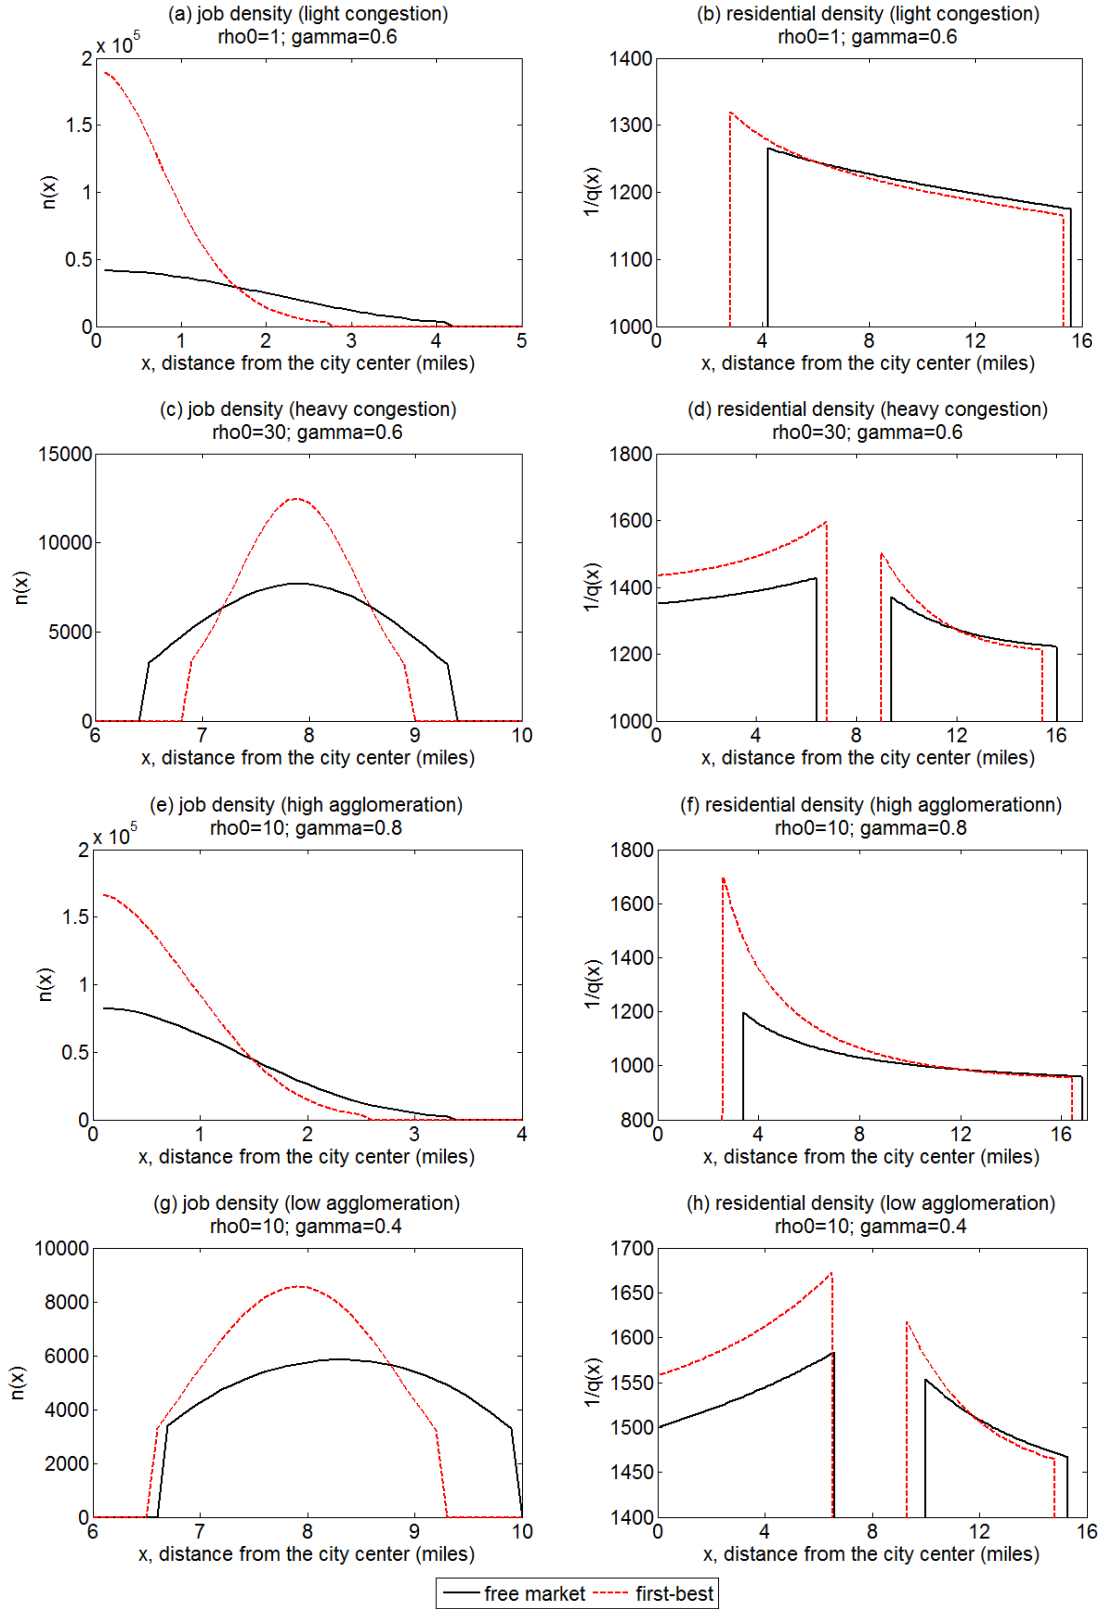 (a) job density (light congestion)
rho0=1; gamma=0.6
x 10^5
2
1.5
1
0.5
0
n(x)
0 1 2 3 4 5
x, distance from the city center (miles)
(b) residential density (light congestion)
rho0=1; gamma=0.6
1400
1300
1200
1100
1000
1/q(x)
0 4 8 12 16
x, distance from the city center (miles)
(c) job density (heavy congestion)
rho0=30; gamma=0.6
15000
10000
5000
0
n(x)
6 7 8 9 10
x, distance from the city center (miles)
(d) residential density (heavy congestion)
rho0=30; gamma=0.6
1800
1600
1400
1200
1000
1/q(x)
0 4 8 12 16
x, distance from the city center (miles)
(e) job density (high agglomeration)
rho0=10; gamma=0.8
x 10^5
2
1.5
1
0.5
0
n(x)
0 1 2 3 4
x, distance from the city center (miles)
(f) residential density (high agglomerationn)
rho0=10; gamma=0.8
1800
1600
1400
1200
1000
800
1/q(x)
0 4 8 12 16
x, distance from the city center (miles)
(g) job density (low agglomeration)
rho0=10; gamma=0.4
10000
8000
6000
4000
2000
0
n(x)
6 7 8 9 10
x, distance from the city center (miles)
(h) residential density (low agglomeration)
rho0=10; gamma=0.4
1700
1650
1600
1550
1500
1450
1400
1/q(x)
0 4 8 12 16
x, distance from the city center (miles)
free market first-best